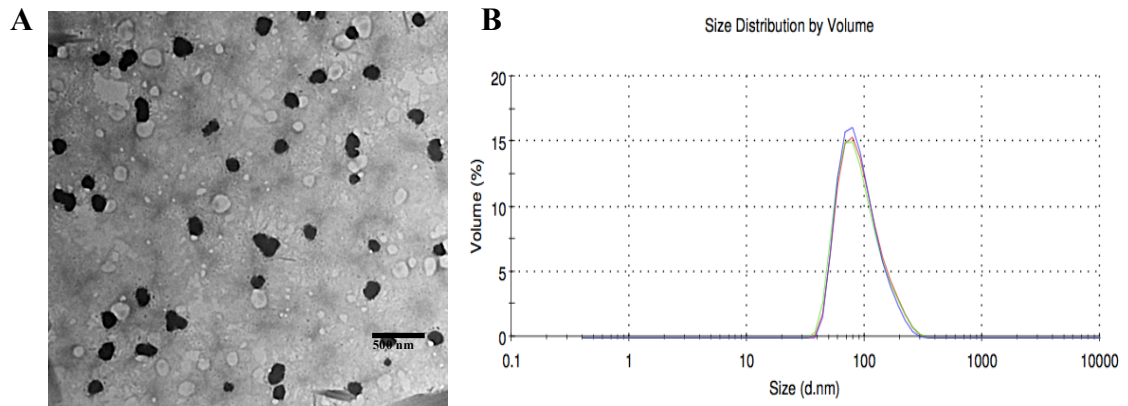 A
500 nm
B
Size Distribution by Volume
Volume (%)
20
15
10
5
0
0.1 1 10 100 1000 10000
Size (d.nm)